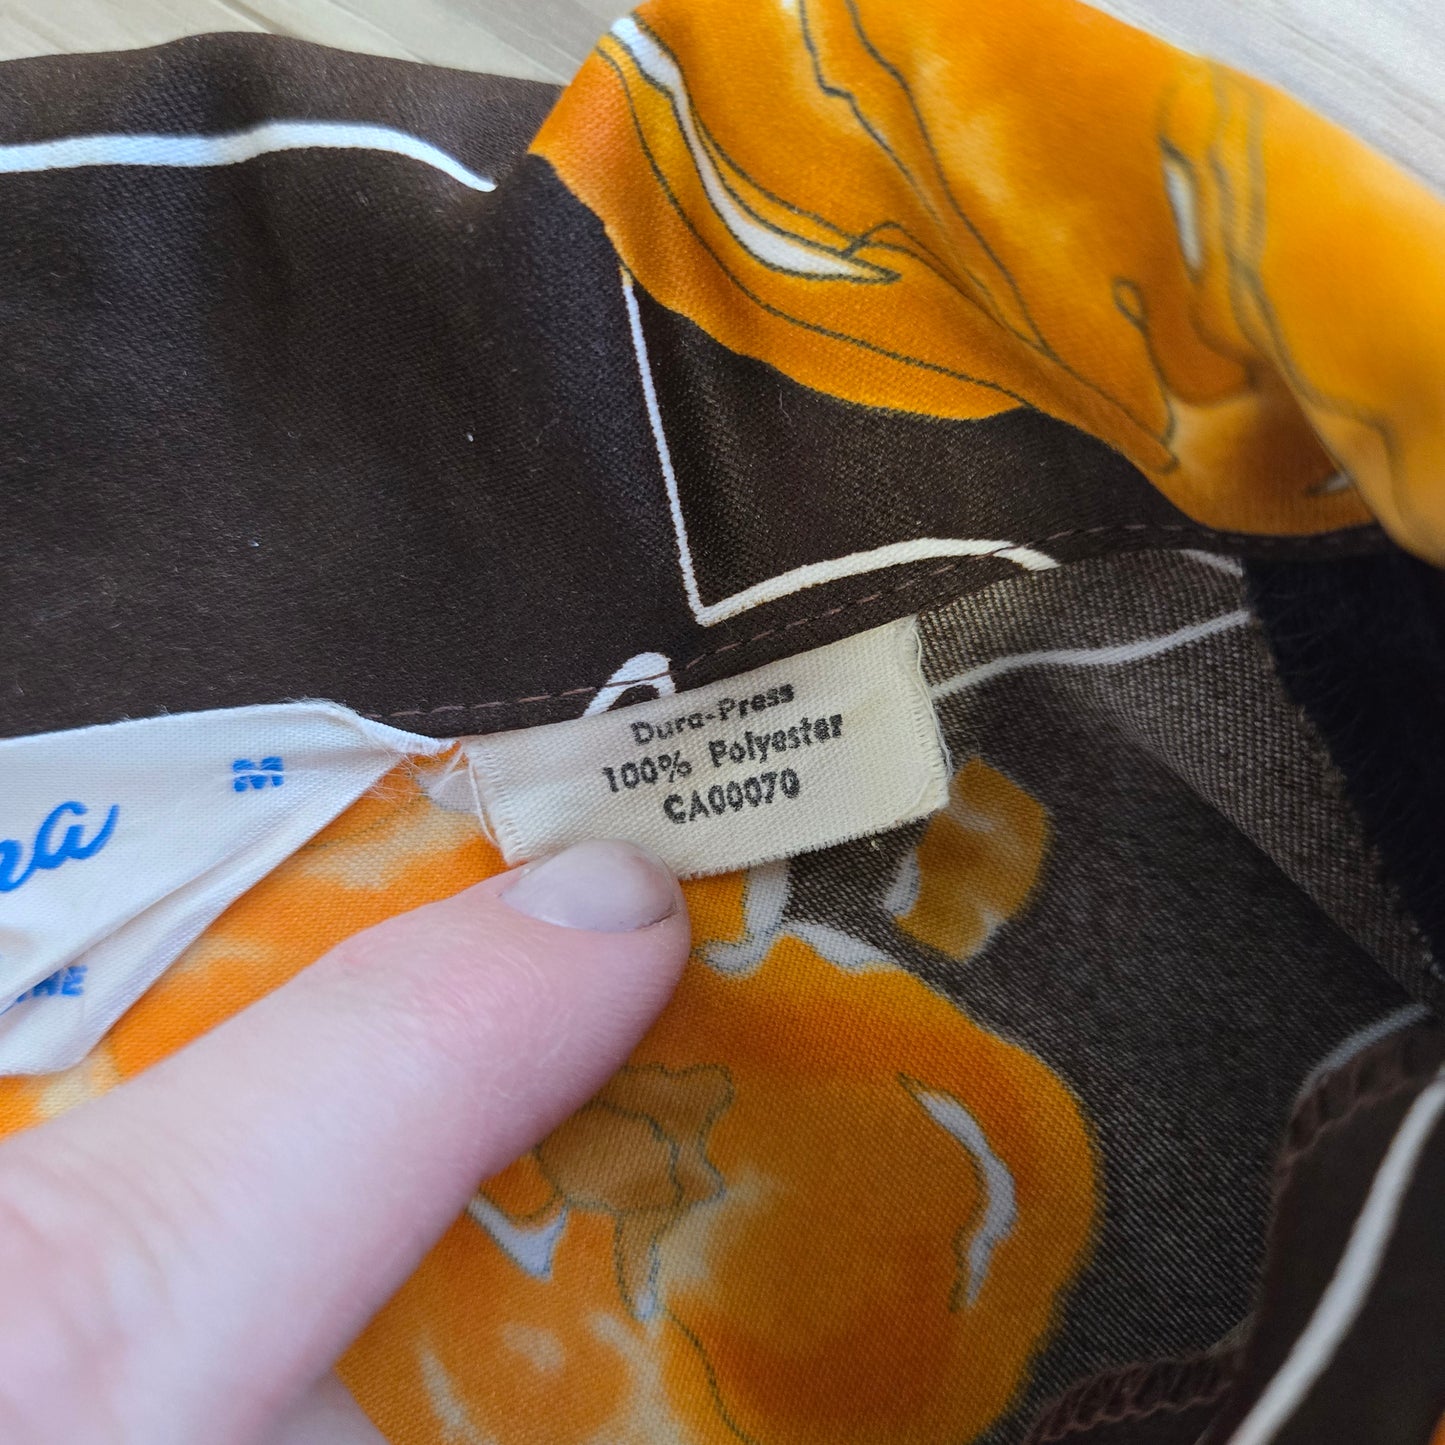 M
Dura-Press
100% Polyester
CA00070